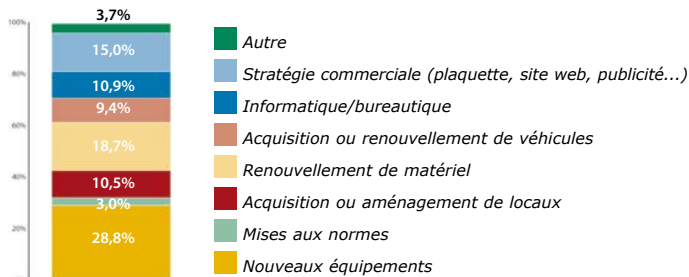 3,7%
100%
15,0%
80%
10,9%
9,4%
60%
18,7%
40%
10,5%
3,0%
20%
28,8%
Autre
Stratégie commerciale (plaquette, site web, publicité...)
Informatique/bureautique
Acquisition ou renouvellement de véhicules
Renouvellement de matériel
Acquisition ou aménagement de locaux
Mises aux normes
Nouveaux équipements